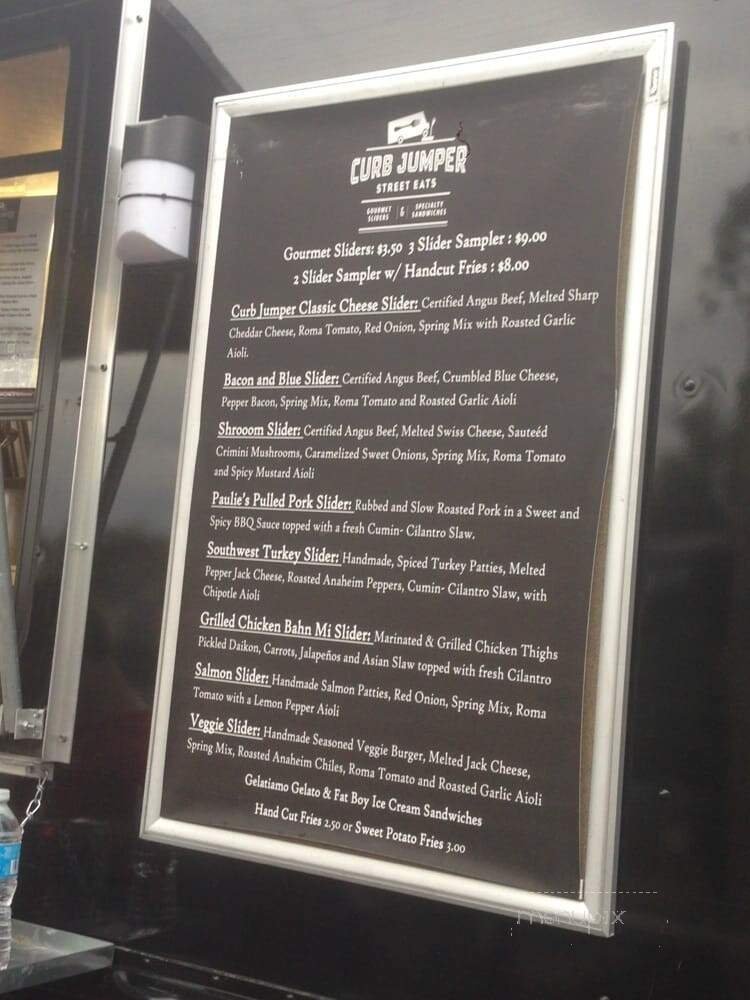 CURB JUMPER
STREET EATS
GOURMET SLIDERS & SPECIALTY SANDWICHES
Gourmet Sliders: $3.50 3 Slider Sampler : $9.00
2 Slider Sampler w/ Handcut Fries : $8.00
Curb Jumper Classic Cheese Slider: Certified Angus Beef, Melted Sharp
Cheddar Cheese, Roma Tomato, Red Onion, Spring Mix with Roasted Garlic
Aioli.
Bacon and Blue Slider: Certified Angus Beef, Crumbled Blue Cheese,
Pepper Bacon, Spring Mix, Roma Tomato and Roasted Garlic Aioli
Shrooom Slider: Certified Angus Beef, Melted Swiss Cheese, Sauteéd
Crimini Mushrooms, Caramelized Sweet Onions, Spring Mix, Roma Tomato
and Spicy Mustard Aioli
Paulie's Pulled Pork Slider: Rubbed and Slow Roasted Pork in a Sweet and
Spicy BBQ Sauce topped with a fresh Cumin- Cilantro Slaw.
Southwest Turkey Slider: Handmade, Spiced Turkey Patties, Melted
Pepper Jack Cheese, Roasted Anaheim Peppers, Cumin- Cilantro Slaw, with
Chipotle Aioli
Grilled Chicken Bahn Mi Slider: Marinated & Grilled Chicken Thighs
Pickled Daikon, Carrots, Jalapeños and Asian Slaw topped with fresh Cilantro
Salmon Slider: Handmade Salmon Patties, Red Onion, Spring Mix, Roma
Tomato with a Lemon Pepper Aioli
Veggie Slider: Handmade Seasoned Veggie Burger, Melted Jack Cheese,
Spring Mix, Roasted Anaheim Chiles, Roma Tomato and Roasted Garlic Aioli
Gelatiamo Gelato & Fat Boy Ice Cream Sandwiches
Hand Cut Fries 2.50 or Sweet Potato Fries 3.00
menupix